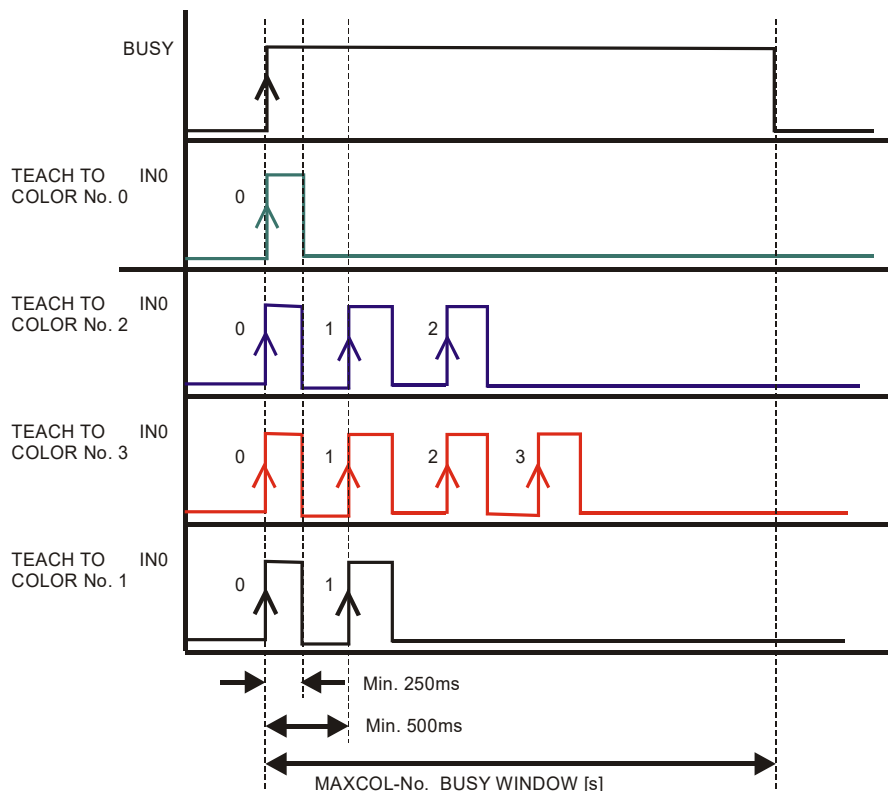 BUSY
TEACH TO IN0
COLOR No. 0
0
TEACH TO IN0
COLOR No. 2
0 1 2
TEACH TO IN0
COLOR No. 3
0 1 2 3
TEACH TO IN0
COLOR No. 1
0 1
Min. 250ms
Min. 500ms
MAXCOL-No. BUSY WINDOW [s]